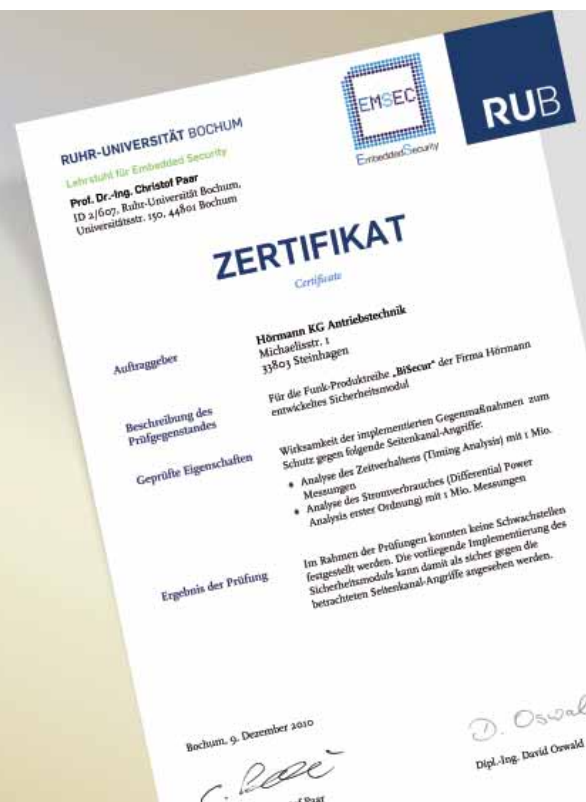 EMSEC
EmbeddedSecurity
RUB
RUHR-UNIVERSITÄT BOCHUM
Lehrstuhl für Embedded Security
Prof. Dr.-Ing. Christof Paar
ID 2/607, Ruhr-Universität Bochum,
Universitätsstr. 150, 44801 Bochum
ZERTIFIKAT
Certificate
Auftraggeber
Hörmann KG Antriebstechnik
Michaelisstr. 1
33803 Steinhagen
Beschreibung des
Prüfgegenstandes
Für die Funk-Produktreihe „BiSecur“ der Firma Hörmann
entwickeltes Sicherheitsmodul
Geprüfte Eigenschaften
Wirksamkeit der implementierten Gegenmaßnahmen zum
Schutz gegen folgende Seitenkanal-Angriffe:
• Analyse des Zeitverhaltens (Timing Analysis) mit 1 Mio.
Messungen
• Analyse des Stromverbrauches (Differential Power
Analysis erster Ordnung) mit 1 Mio. Messungen
Ergebnis der Prüfung
Im Rahmen der Prüfungen konnten keine Schwachstellen
festgestellt werden. Die vorliegende Implementierung des
Sicherheitsmoduls kann damit als sicher gegen die
betrachteten Seitenkanal-Angriffe angesehen werden.
Bochum, 9. Dezember 2010
D. Oswal
Dipl.-Ing. David Oswald
Paar